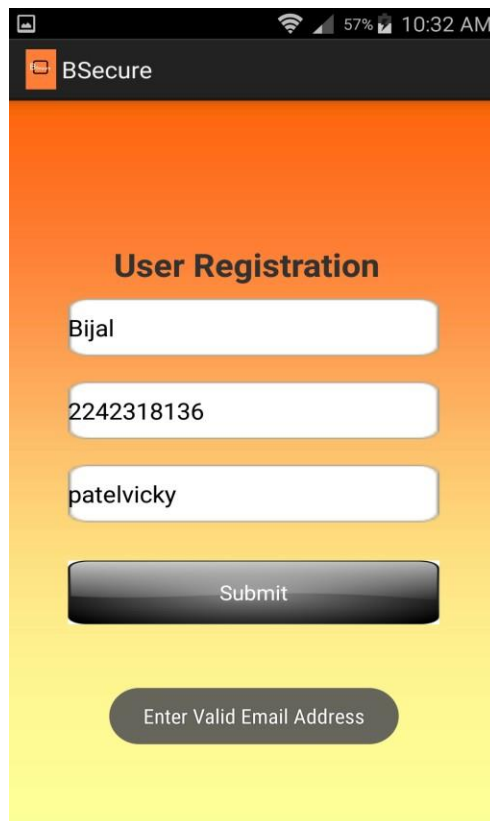 57% 10:32 AM
BSecure
User Registration
Bijal
2242318136
patelvicky
Submit
Enter Valid Email Address